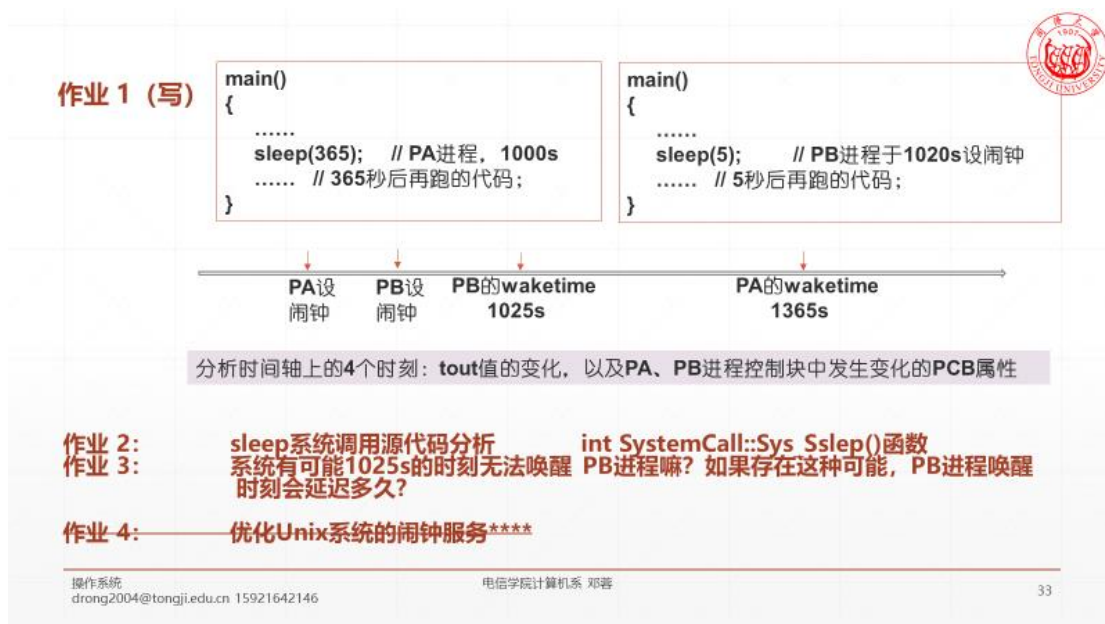 作业 1（写）
main()
{
......
sleep(365); // PA进程，1000s
...... // 365秒后再跑的代码；
}
main()
{
......
sleep(5); // PB进程于1020s设闹钟
...... // 5秒后再跑的代码；
}
PA设
闹钟
PB设
闹钟
PB的waketime
1025s
PA的waketime
1365s
分析时间轴上的4个时刻：tout值的变化，以及PA、PB进程控制块中发生变化的PCB属性
作业 2： sleep系统调用源代码分析 int SystemCall::Sys_Sslep()函数
作业 3： 系统有可能1025s的时刻无法唤醒 PB进程嘛？如果存在这种可能，PB进程唤醒
时刻会延迟多久？
作业 4： 优化Unix系统的闹钟服务****
操作系统
drong2004@tongji.edu.cn 15921642146
电信学院计算机系 邓蓉
33
1907
TONGJI UNIVERSITY